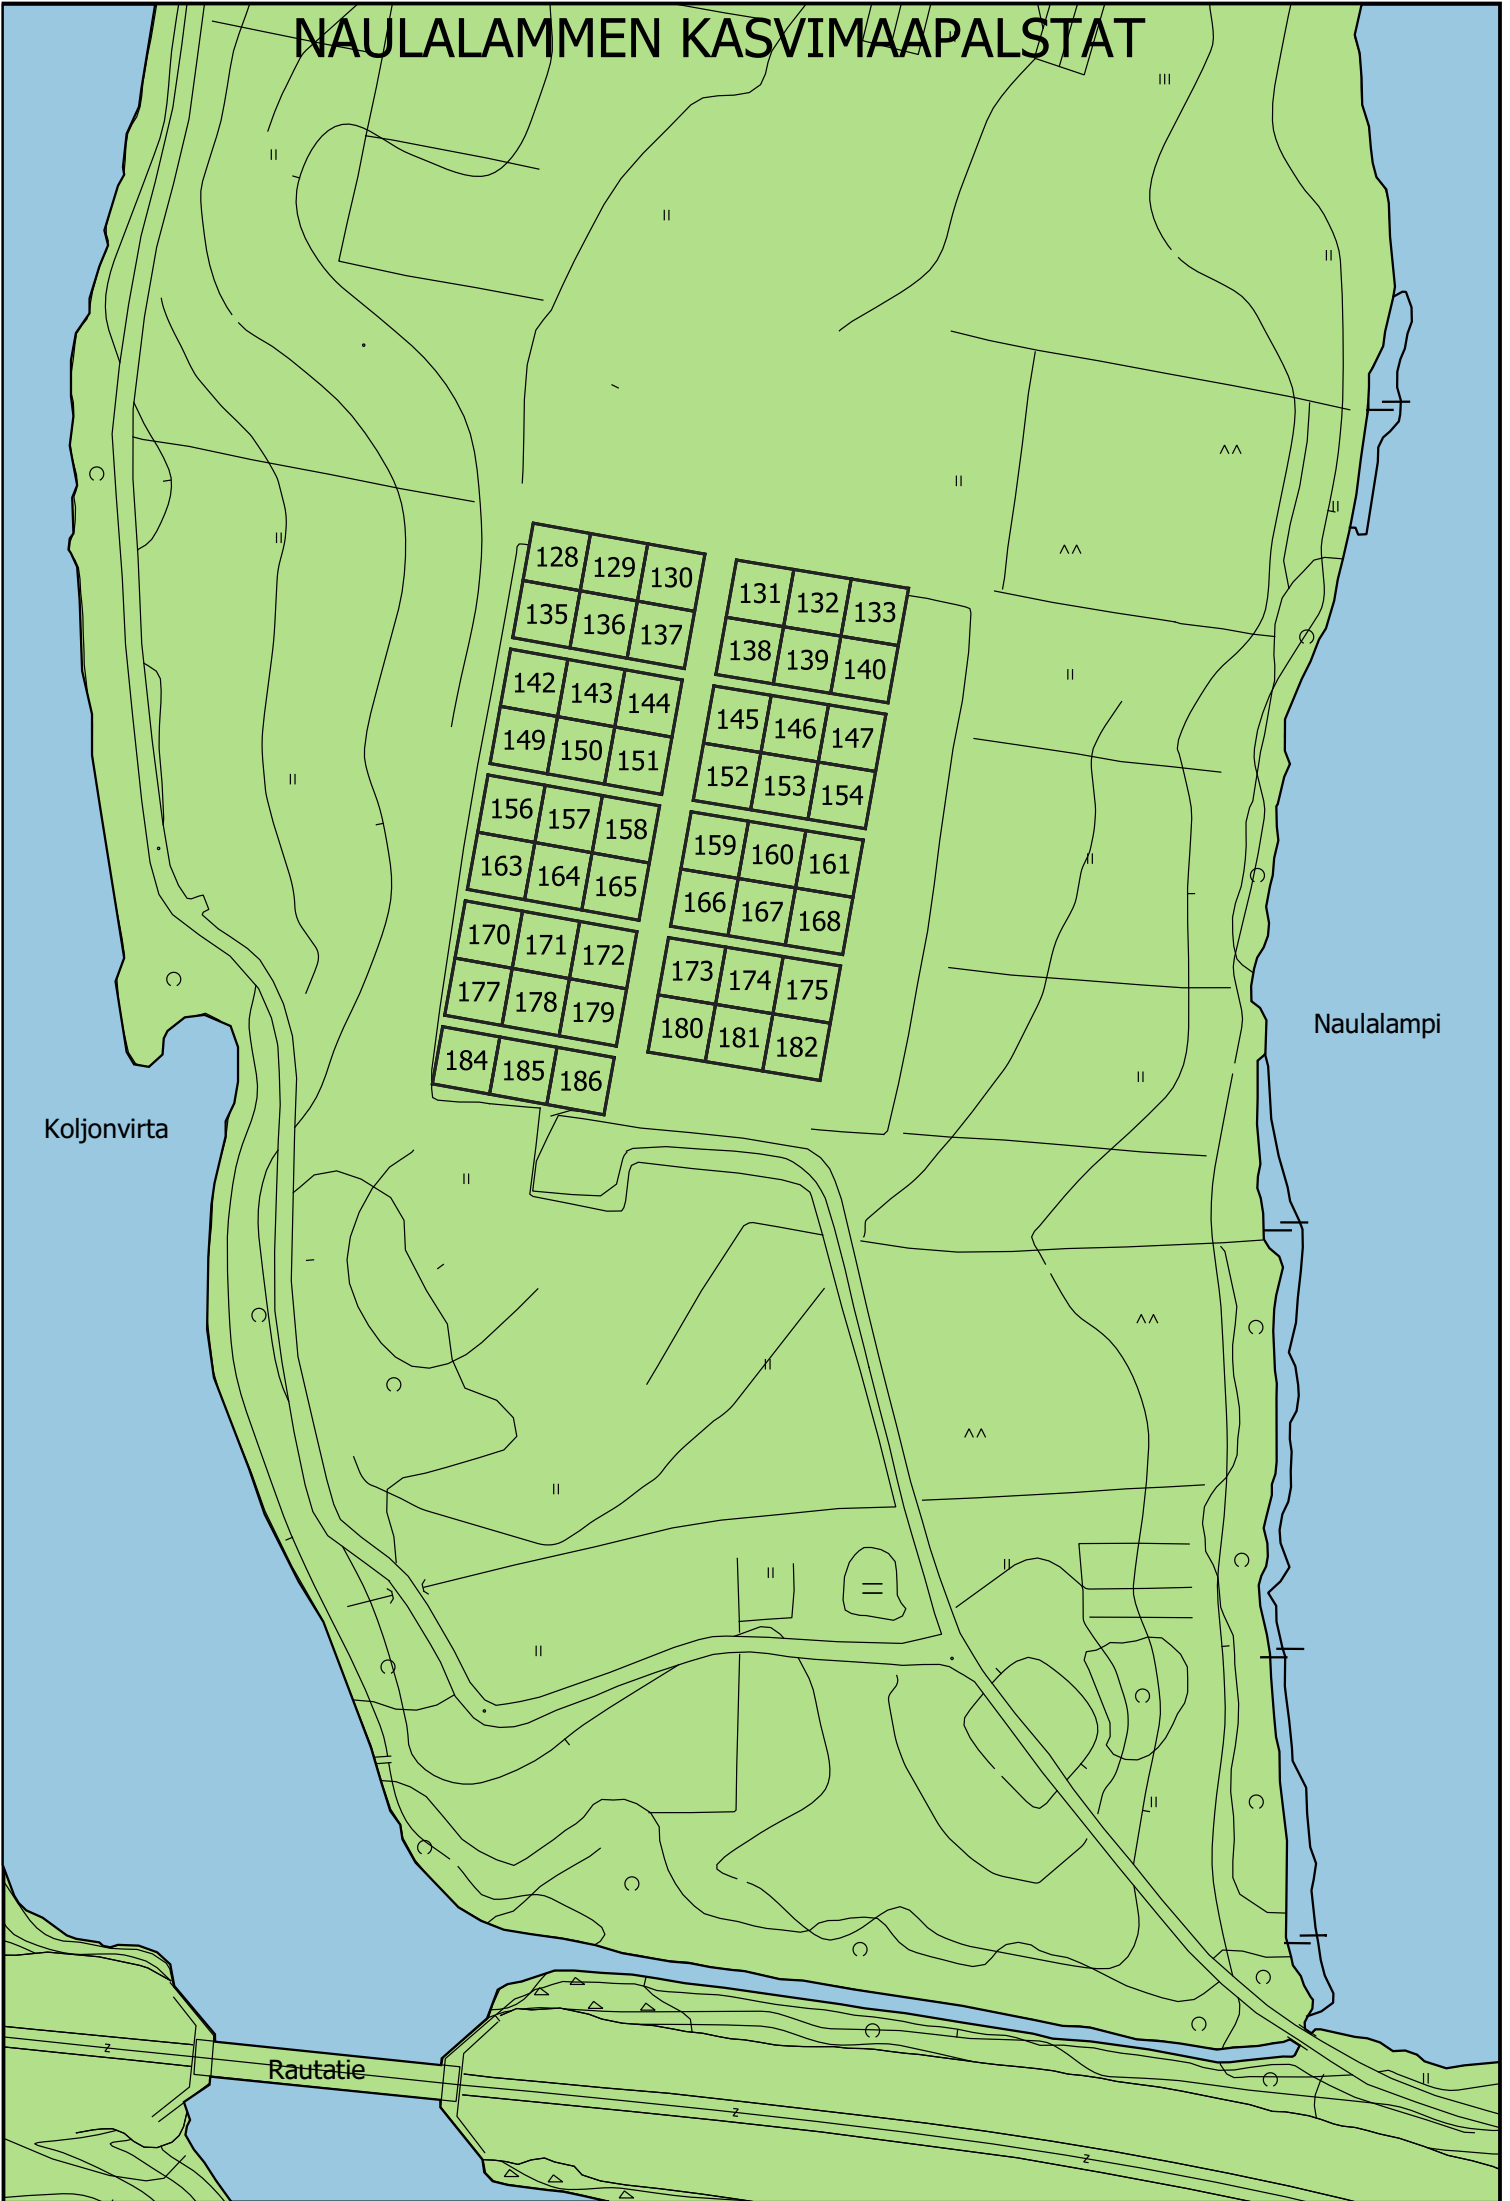 NAULALAMMEN KASVIMAAPALSTAT
128 129 130 131 132 133
135 136 137 138 139 140
142 143 144 145 146 147
149 150 151 152 153 154
156 157 158 159 160 161
163 164 165 166 167 168
170 171 172 173 174 175
177 178 179 180 181 182
184 185 186
Naulalampi
Koljonvirta
Rautatie
z
z
z